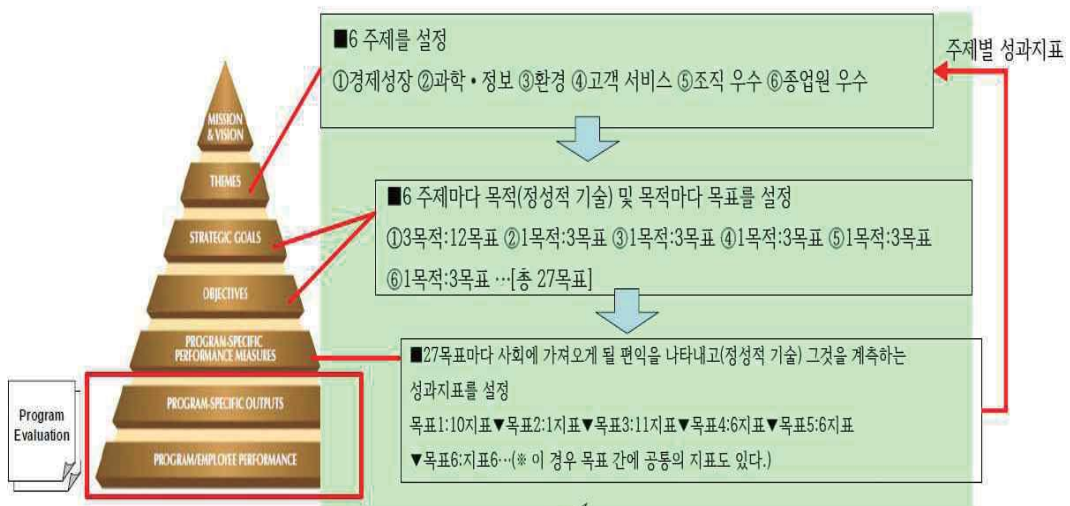 ■6 주제를 설정
①경제성장 ②과학・정보 ③환경 ④고객 서비스 ⑤조직 우수 ⑥종업원 우수
주제별 성과지표
■6 주제마다 목적(정성적 기술) 및 목적마다 목표를 설정
①3목적:12목표 ②1목적:3목표 ③1목적:3목표 ④1목적:3목표 ⑤1목적:3목표
⑥1목적:3목표 …[총 27목표]
■27목표마다 사회에 가져오게 될 편익을 나타내고(정성적 기술) 그것을 계측하는
성과지표를 설정
목표1:10지표▼목표2:1지표▼목표3:11지표▼목표4:6지표▼목표5:6지표
▼목표6:지표6…(※ 이 경우 목표 간에 공통의 지표도 있다.)
MISSION
& VISION
THEMES
STRATEGIC GOALS
OBJECTIVES
PROGRAM-SPECIFIC
PERFORMANCE MEASURES
PROGRAM-SPECIFIC OUTPUTS
PROGRAM/EMPLOYEE PERFORMANCE
Program
Evaluation